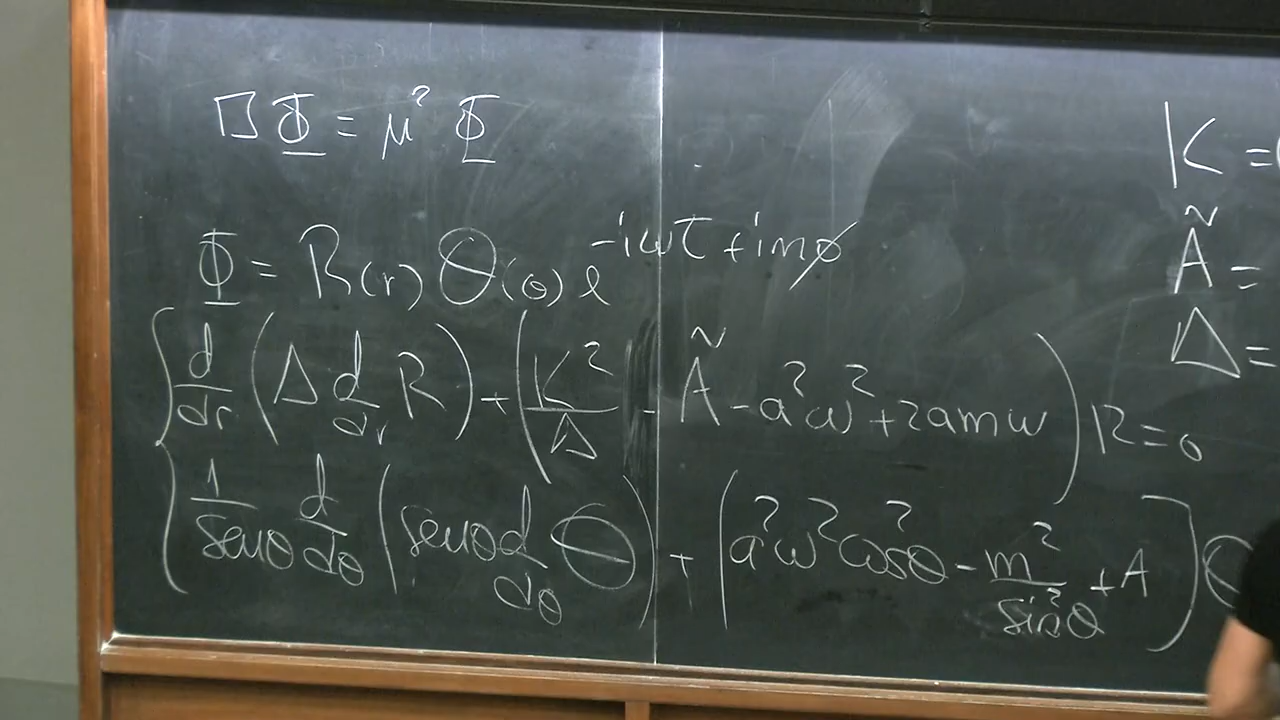 □Φ = μ² Φ
Φ = R(r) Θ(θ) e^{-iωt + imφ}
d/dr (Δ d/dr R) + (K²/Δ - Ã - a²ω² + 2amω) R = 0
1/senθ d/dθ (senθ d/dθ Θ) + [a²ω²cos²θ - m²/sin²θ + A] Θ
K =
Ã =
Δ =